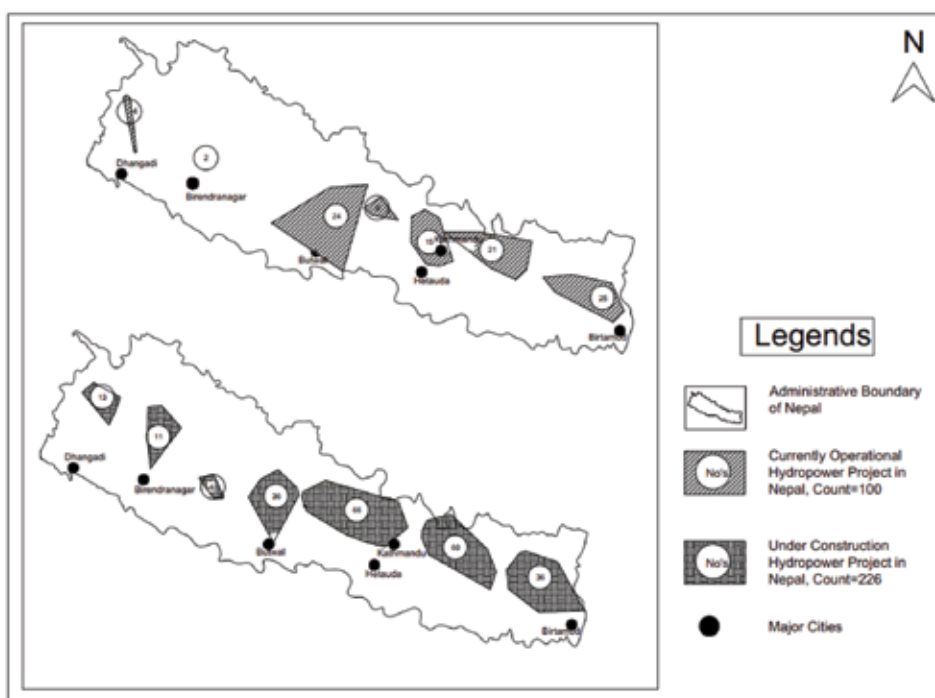 N
Dhangadi
2
Birendranagar
24
21
Hetauda
Birtamod
Legends
Administrative Boundary
of Nepal
No's
Currently Operational
Hydropower Project in
Nepal, Count=100
No's
Under Construction
Hydropower Project in
Nepal, Count=226
Major Cities
11
Dhangadi
Birendranagar
Butwal
Kathmandu
Hetauda
36
Birtamod